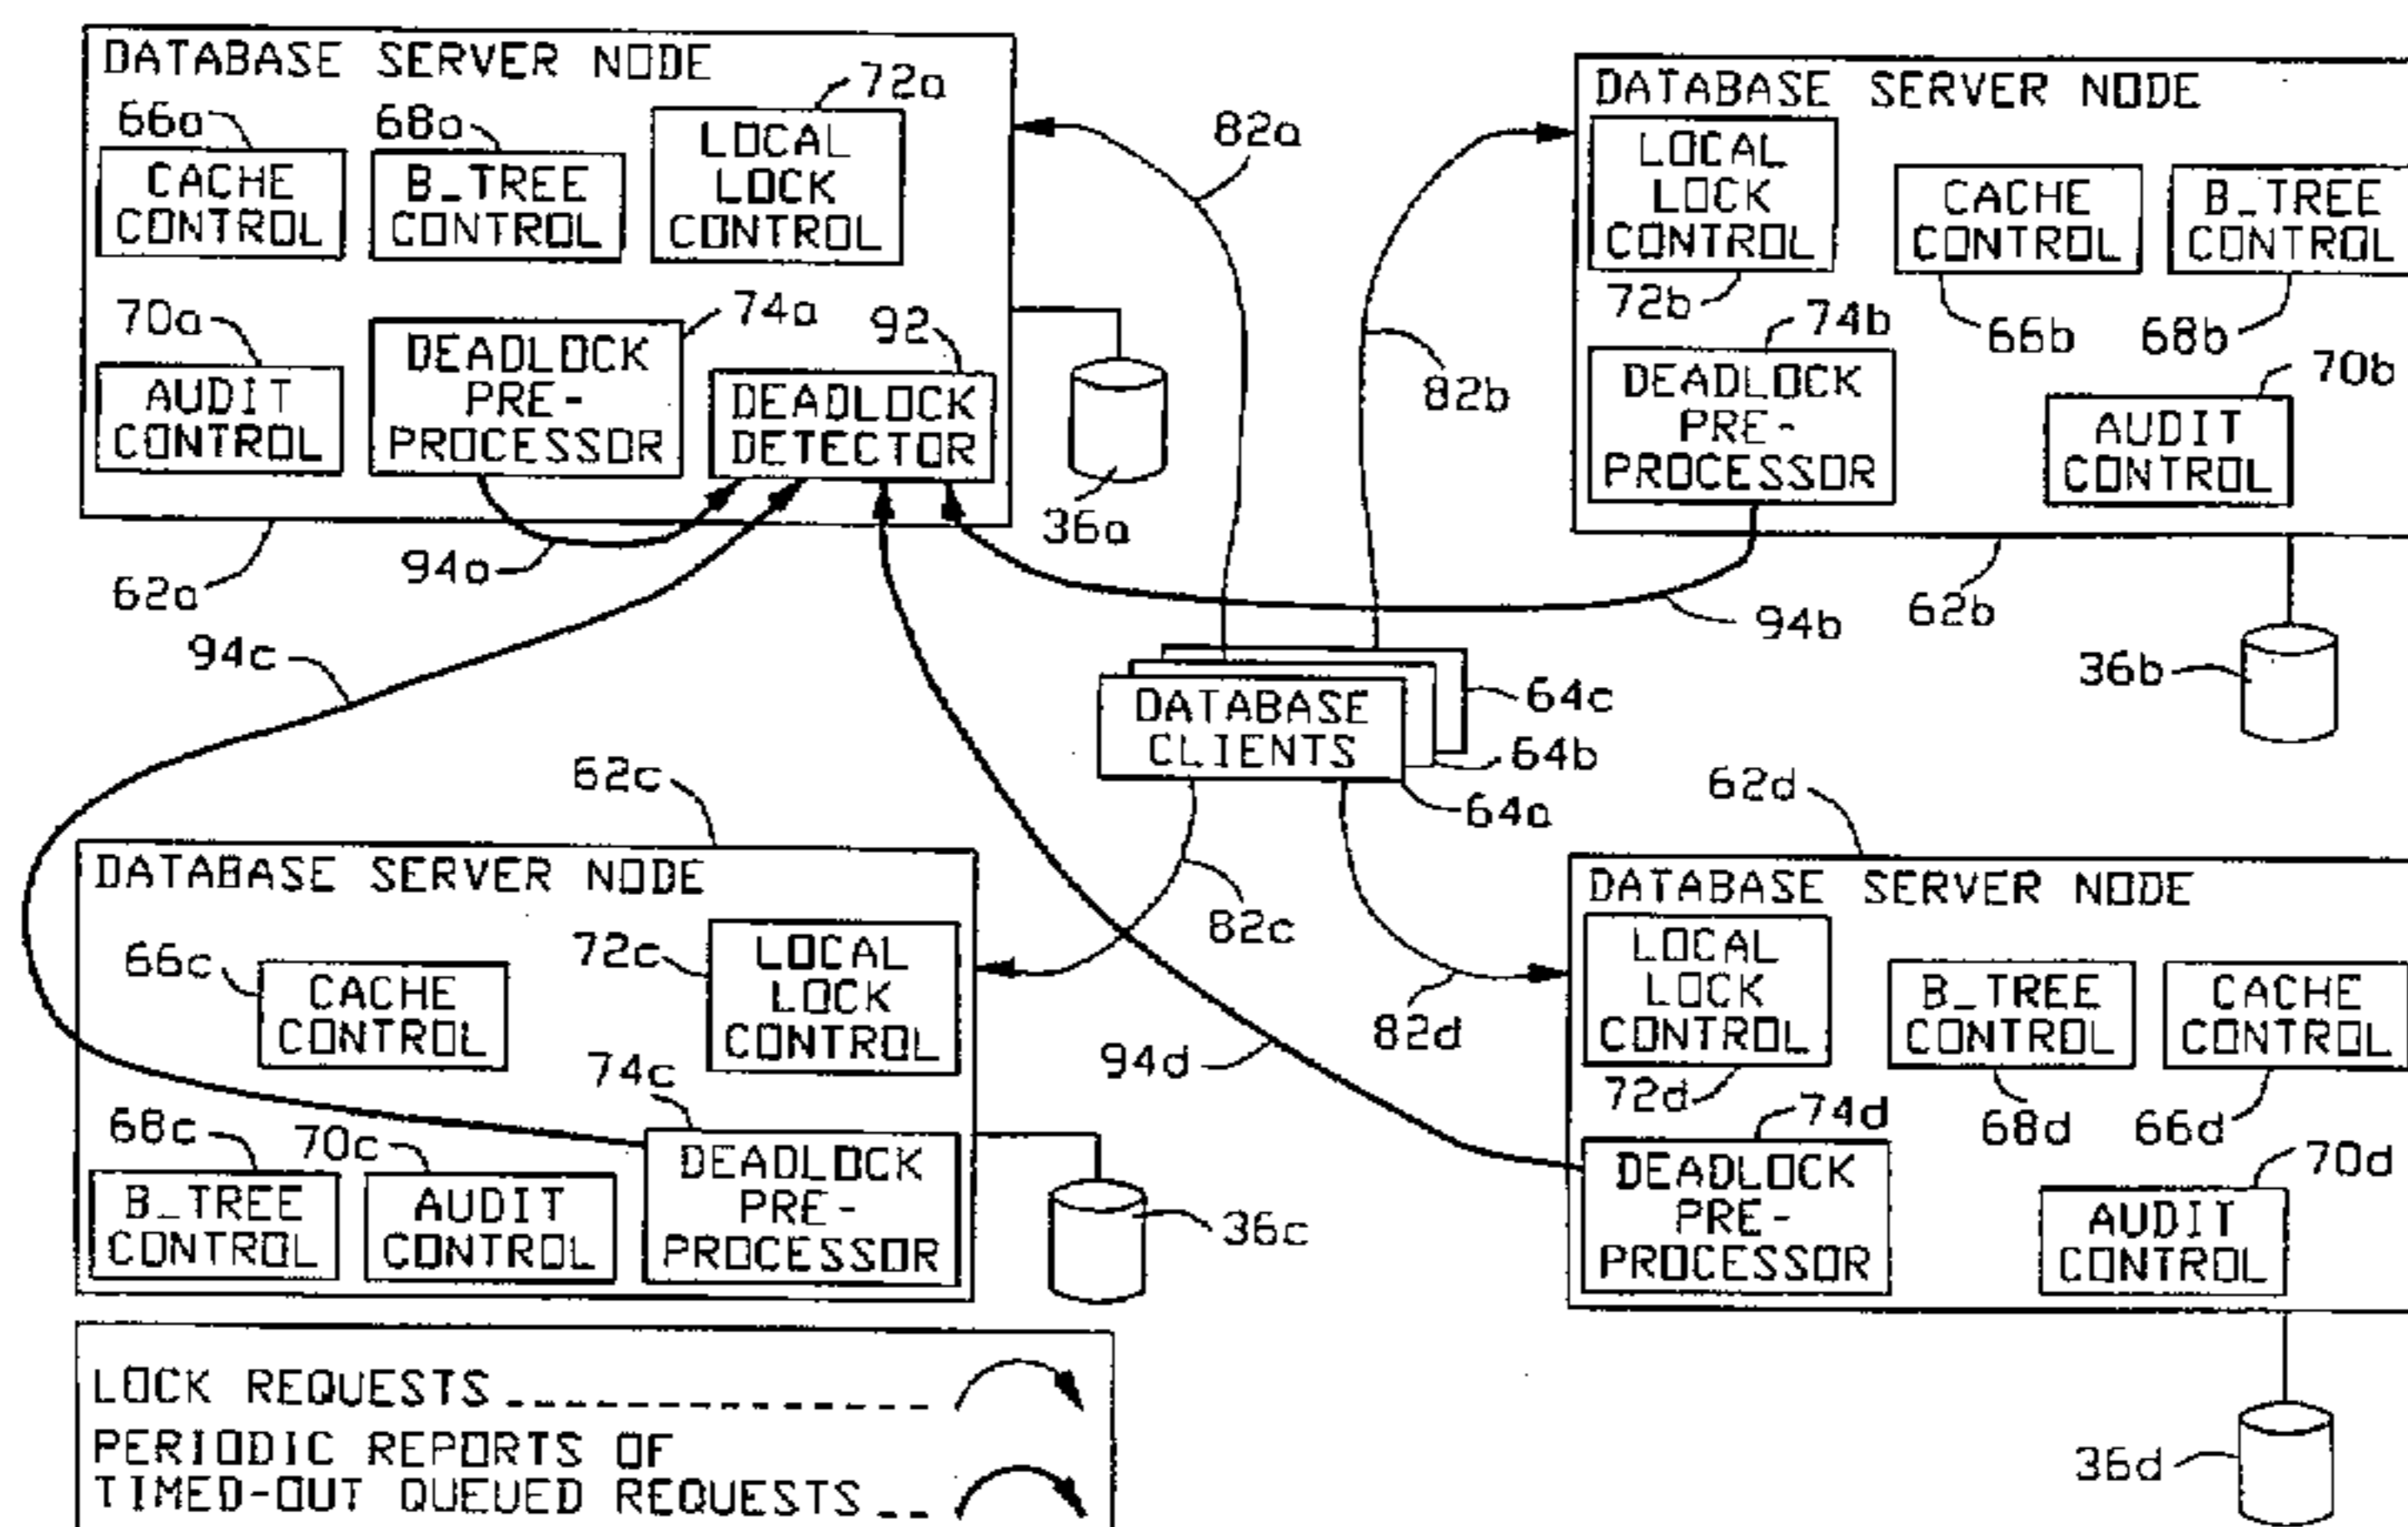 DATABASE SERVER NODE
72a
66a
68a
LOCAL
LOCK
CONTROL
CACHE
CONTROL
B_TREE
CONTROL
70a
74a
92
DEADLOCK
PRE-
PROCESSOR
AUDIT
CONTROL
DEADLOCK
DETECTOR
36a
94a
62a
82a
82b
DATABASE SERVER NODE
LOCAL
LOCK
CONTROL
CACHE
CONTROL
B_TREE
CONTROL
72b
74b
66b
68b
70b
DEADLOCK
PRE-
PROCESSOR
AUDIT
CONTROL
94b
62b
36b
94c
DATABASE
CLIENTS
64c
64b
64a
62c
62d
DATABASE SERVER NODE
66c
72c
LOCAL
LOCK
CONTROL
CACHE
CONTROL
74c
68c
70c
B_TREE
CONTROL
AUDIT
CONTROL
DEADLOCK
PRE-
PROCESSOR
36c
82c
82d
94d
DATABASE SERVER NODE
LOCAL
LOCK
CONTROL
B_TREE
CONTROL
CACHE
CONTROL
72d
74d
68d
66d
70d
DEADLOCK
PRE-
PROCESSOR
AUDIT
CONTROL
36d
LOCK REQUESTS
PERIODIC REPORTS OF
TIMED-OUT QUEUED REQUESTS